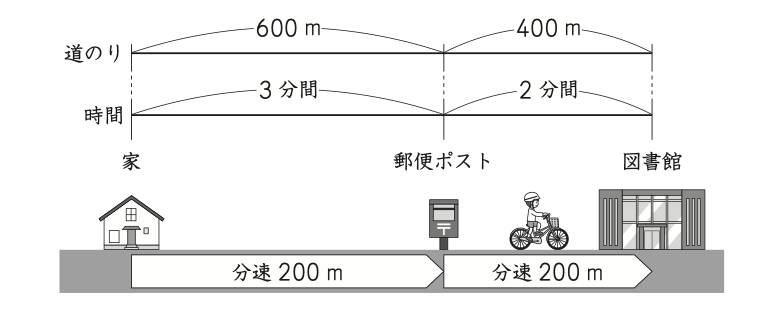 600 m 400 m
道のり
3 分間 2 分間
時間
家 郵便ポスト 図書館
〒
分速 200 m 分速 200 m